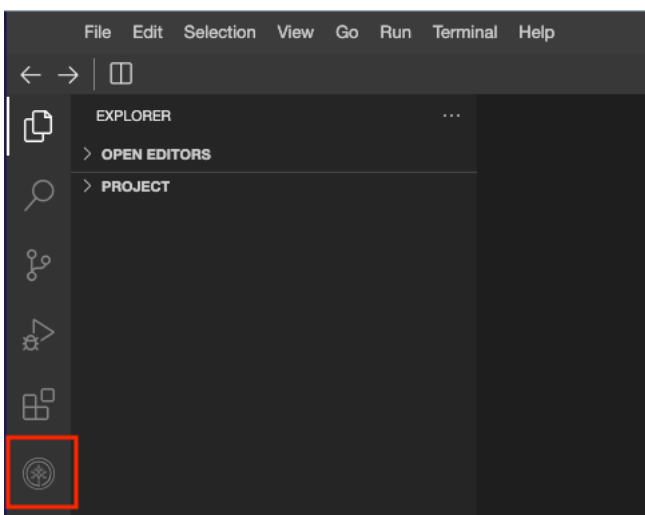 File Edit Selection View Go Run Terminal Help
EXPLORER ...
> OPEN EDITORS
> PROJECT